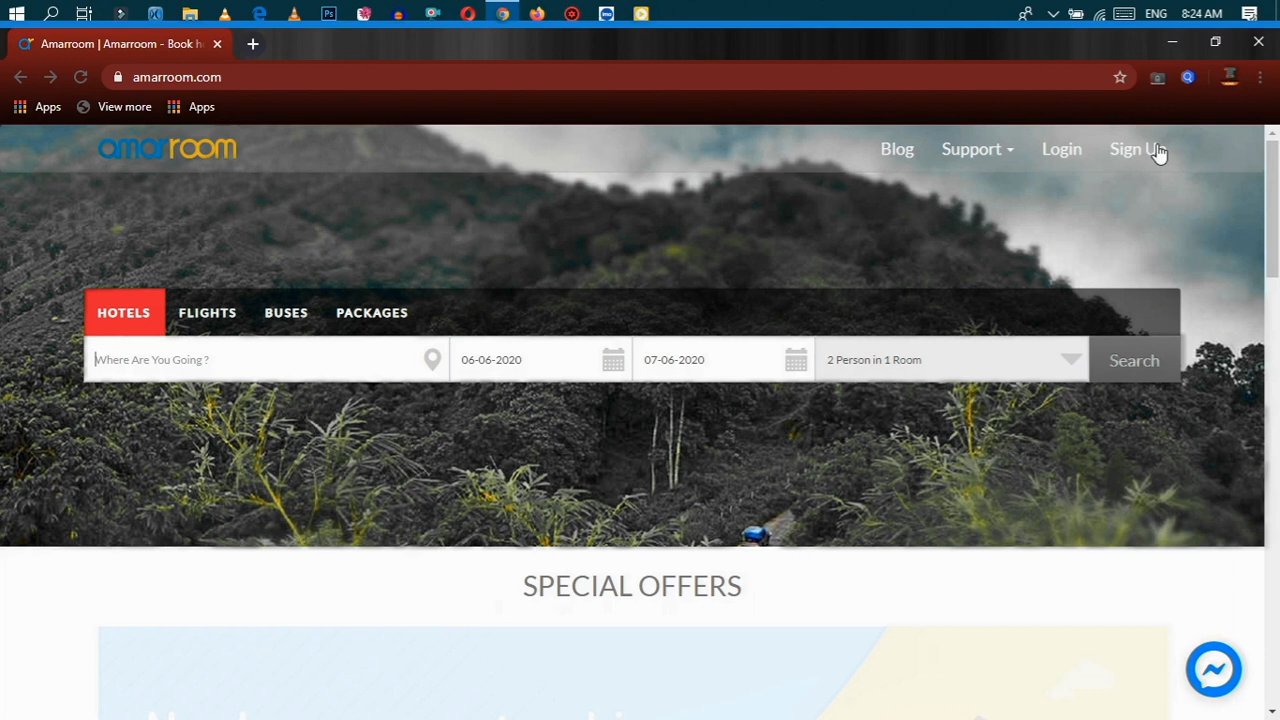 ENG 8:24 AM
Amarroom | Amarroom - Book h
amarroom.com
Apps View more Apps
amarroom
Blog Support Login Sign U
HOTELS FLIGHTS BUSES PACKAGES
Where Are You Going ? 06-06-2020 07-06-2020 2 Person in 1 Room Search
SPECIAL OFFERS